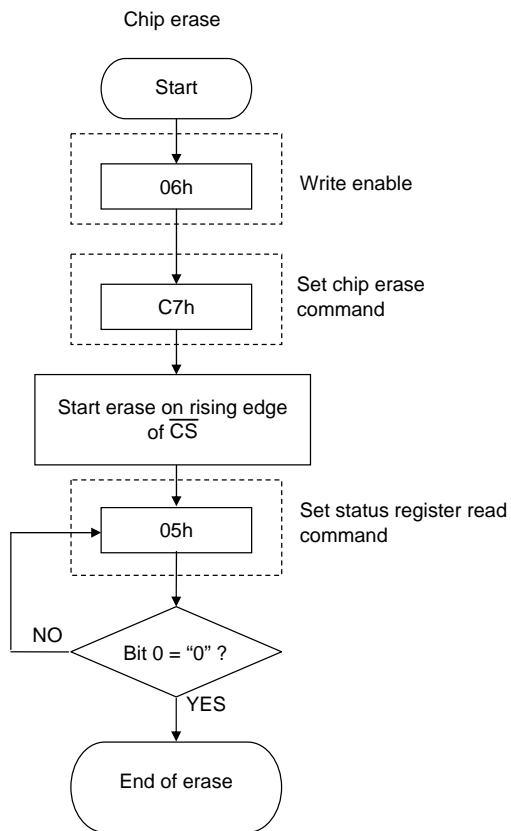 Chip erase
Start
06h
Write enable
Set chip erase
command
C7h
Start erase on rising edge
of C̅S̅
Set status register read
command
05h
NO
Bit 0 = “0” ?
YES
End of erase